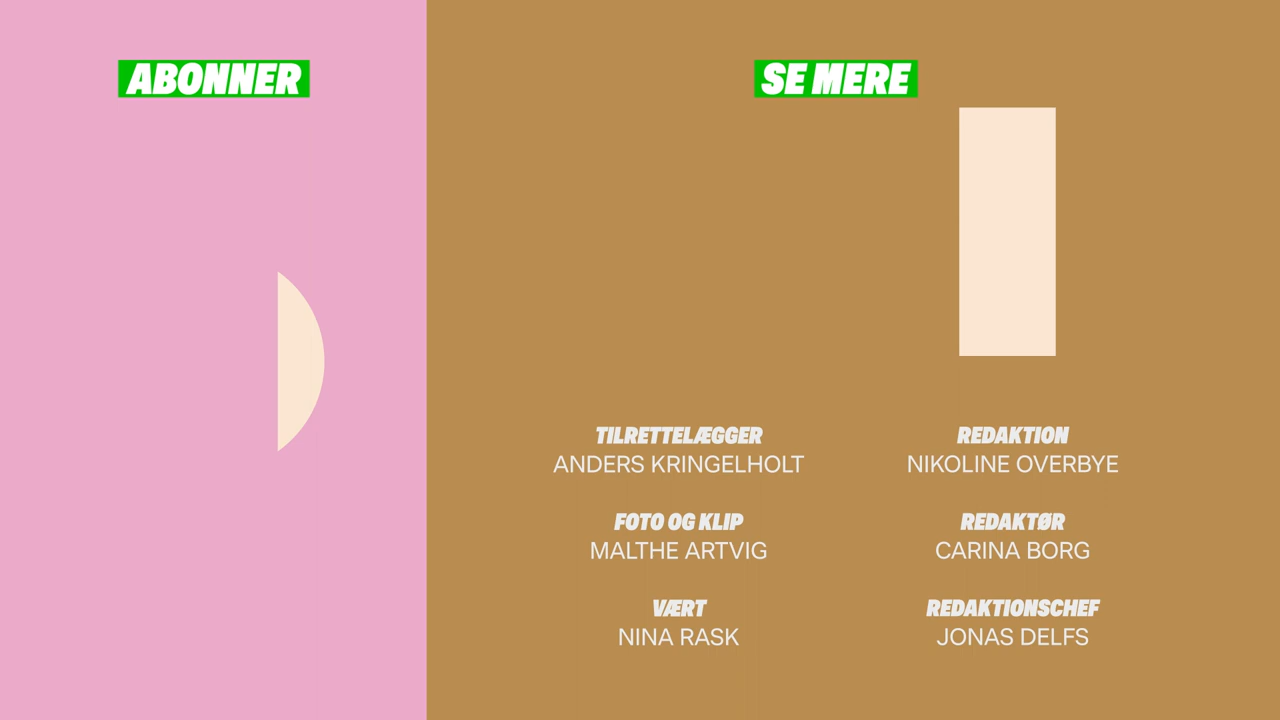 ABONNER
SE MERE
TILRETTELÆGGER
ANDERS KRINGELHOLT
FOTO OG KLIP
MALTHE ARTVIG
VÆRT
NINA RASK
REDAKTION
NIKOLINE OVERBYE
REDAKTØR
CARINA BORG
REDAKTIONSCHEF
JONAS DELFS